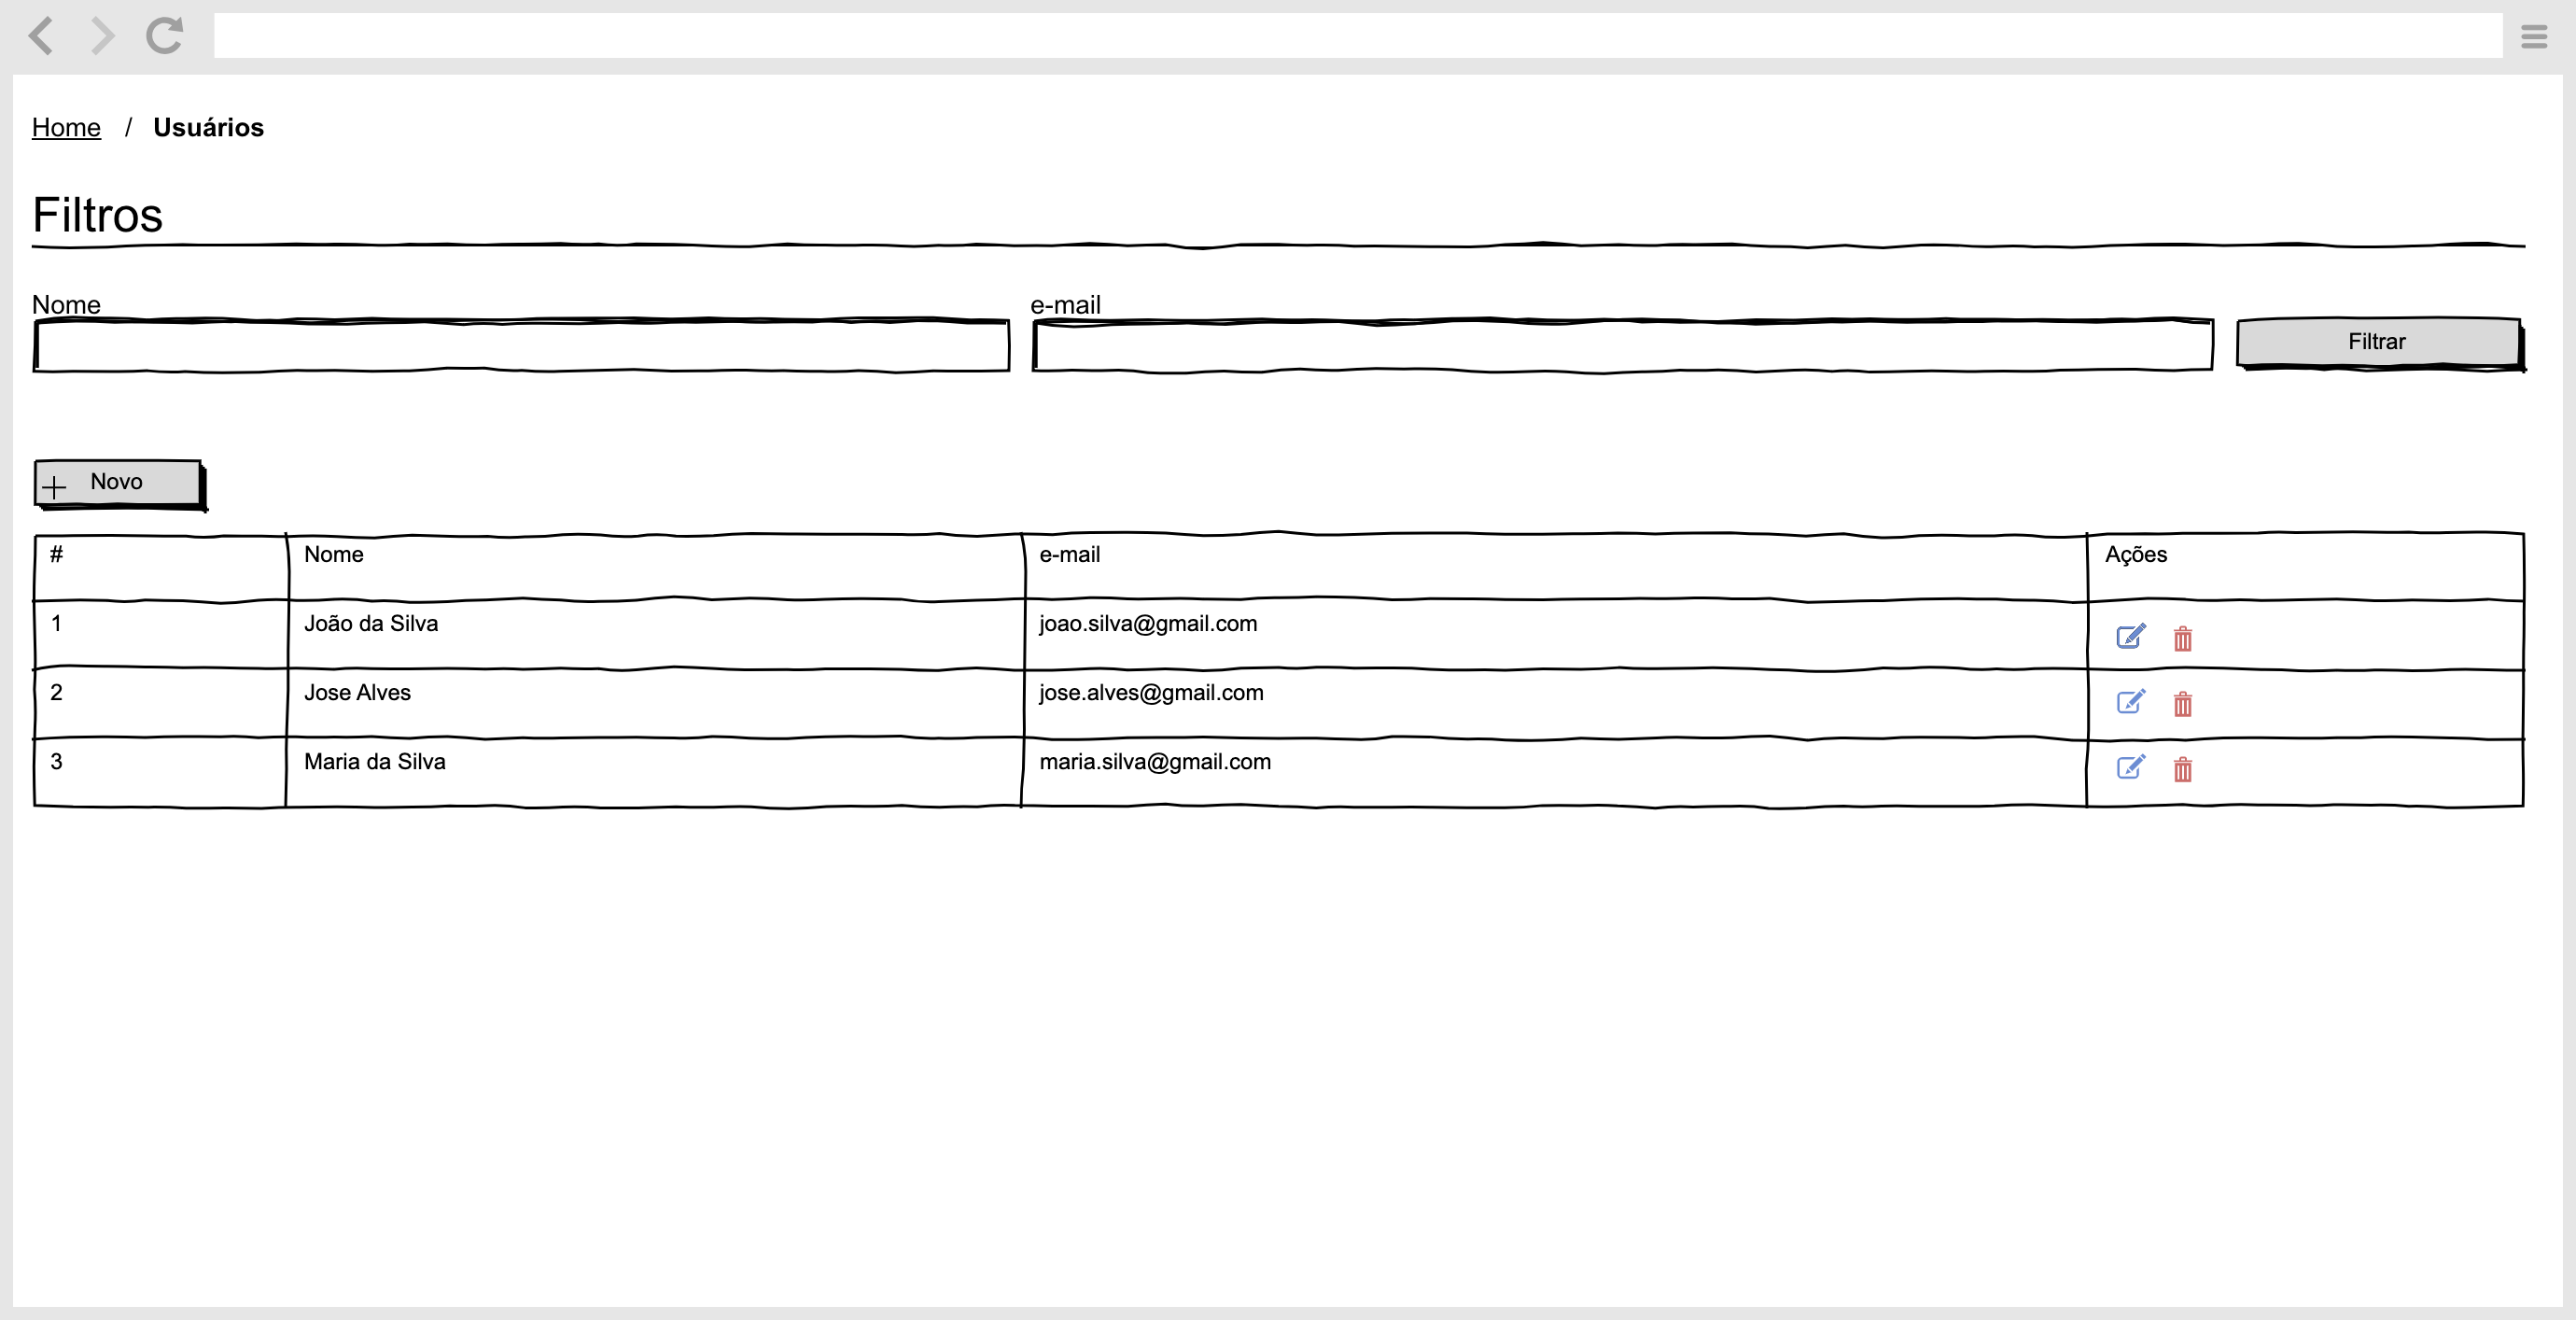 Home / Usuários
Filtros
Nome e-mail
Filtrar
Novo
# Nome e-mail Ações
1 João da Silva joao.silva@gmail.com
2 Jose Alves jose.alves@gmail.com
3 Maria da Silva maria.silva@gmail.com